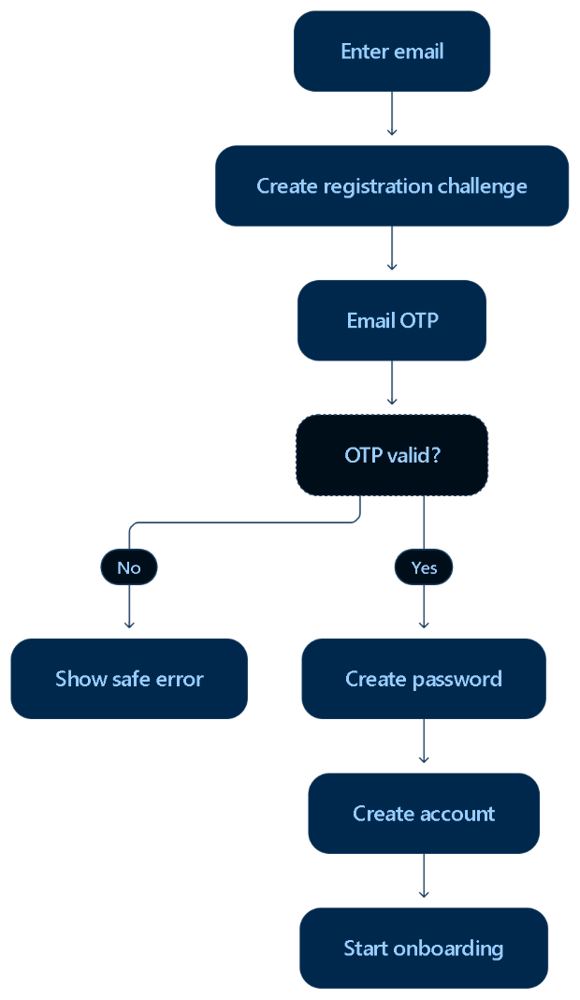 Enter email
Create registration challenge
Email OTP
OTP valid?
No
Yes
Show safe error
Create password
Create account
Start onboarding